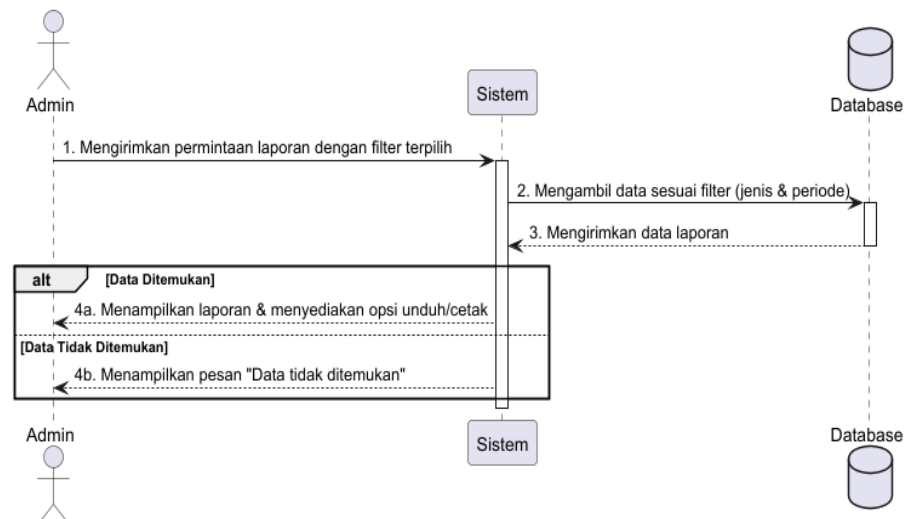 Admin
Sistem
Database
1. Mengirimkan permintaan laporan dengan filter terpilih
2. Mengambil data sesuai filter (jenis & periode)
3. Mengirimkan data laporan
alt
[Data Ditemukan]
4a. Menampilkan laporan & menyediakan opsi unduh/cetak
[Data Tidak Ditemukan]
4b. Menampilkan pesan "Data tidak ditemukan"
Admin
Sistem
Database